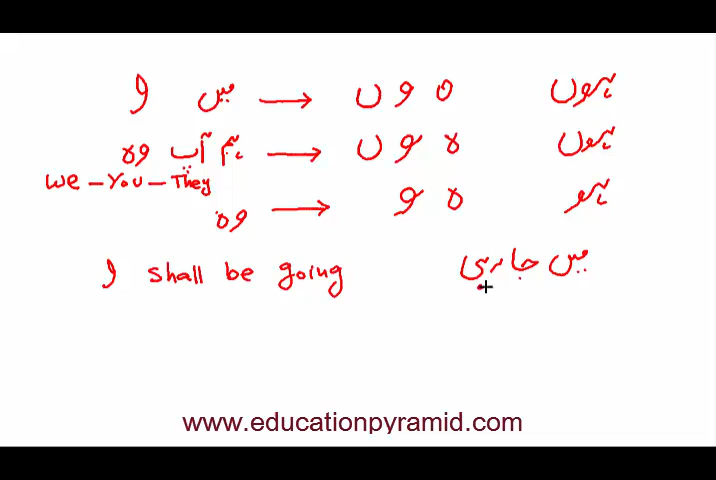 I میں → ہ و ں ہوں
ہم آپ وہ → ہ و ں ہوں
We - You - They
وہ → ہ و ہو
I shall be going میں جا رہی
www.educationpyramid.com